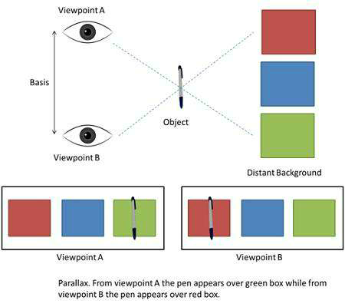 Viewpoint A
Basis
Object
Viewpoint B
Distant Background
Viewpoint A
Viewpoint B
Parallax. From viewpoint A the pen appears over green box while from
viewpoint B the pen appears over red box.